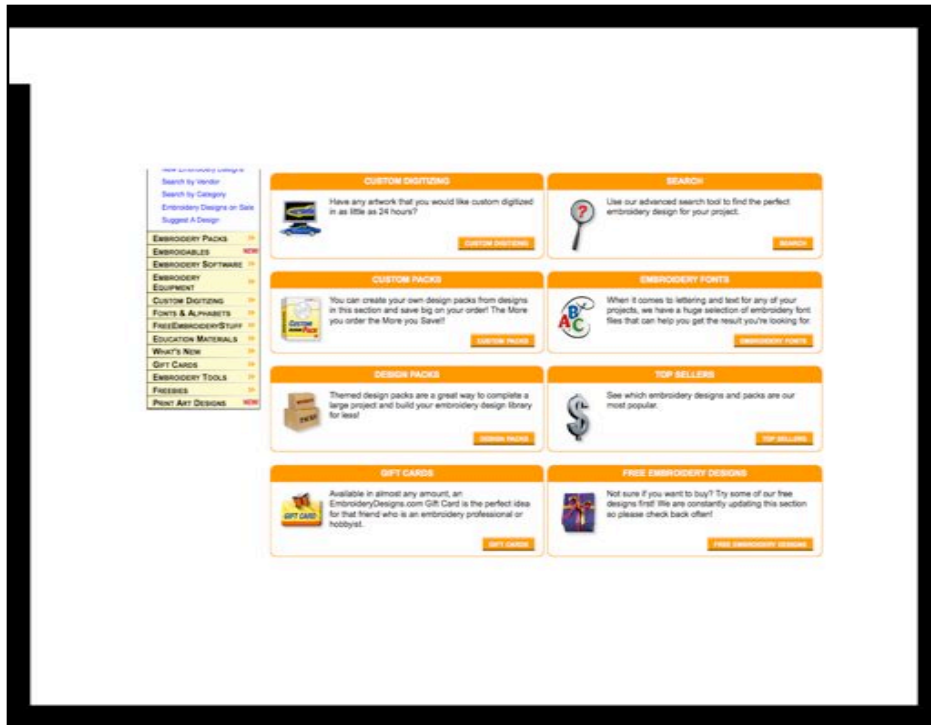 New Embroidery Designs
Search by Vendor
Search by Category
Embroidery Designs on Sale
Suggest A Design
EMBROIDERY PACKS
EMBROIDABLES NEW
EMBROIDERY SOFTWARE
EMBROIDERY
EQUIPMENT
CUSTOM DIGITIZING
FONTS & ALPHABETS
FREEEMBROIDERYSTUFF
EDUCATION MATERIALS
WHAT'S NEW
GIFT CARDS
EMBROIDERY TOOLS
FREEBIES
PRINT ART DESIGNS NEW
CUSTOM DIGITIZING
Have any artwork that you would like custom digitized
in as little as 24 hours?
CUSTOM DIGITIZING
SEARCH
?
Use our advanced search tool to find the perfect
embroidery design for your project.
SEARCH
CUSTOM PACKS
CUSTOM
PACK
You can create your own design packs from designs
in this section and save big on your order! The More
you order the More you Save!!
CUSTOM PACKS
EMBROIDERY FONTS
ABC
When it comes to lettering and text for any of your
projects, we have a huge selection of embroidery font
files that can help you get the result you're looking for.
EMBROIDERY FONTS
DESIGN PACKS
Themed design packs are a great way to complete a
large project and build your embroidery design library
for less!
DESIGN PACKS
TOP SELLERS
$
See which embroidery designs and packs are our
most popular.
TOP SELLERS
GIFT CARDS
GIFT CARD
Available in almost any amount, an
EmbroideryDesigns.com Gift Card is the perfect idea
for that friend who is an embroidery professional or
hobbyist.
GIFT CARDS
FREE EMBROIDERY DESIGNS
Not sure if you want to buy? Try some of our free
designs first! We are constantly updating this section
so please check back often!
FREE EMBROIDERY DESIGNS